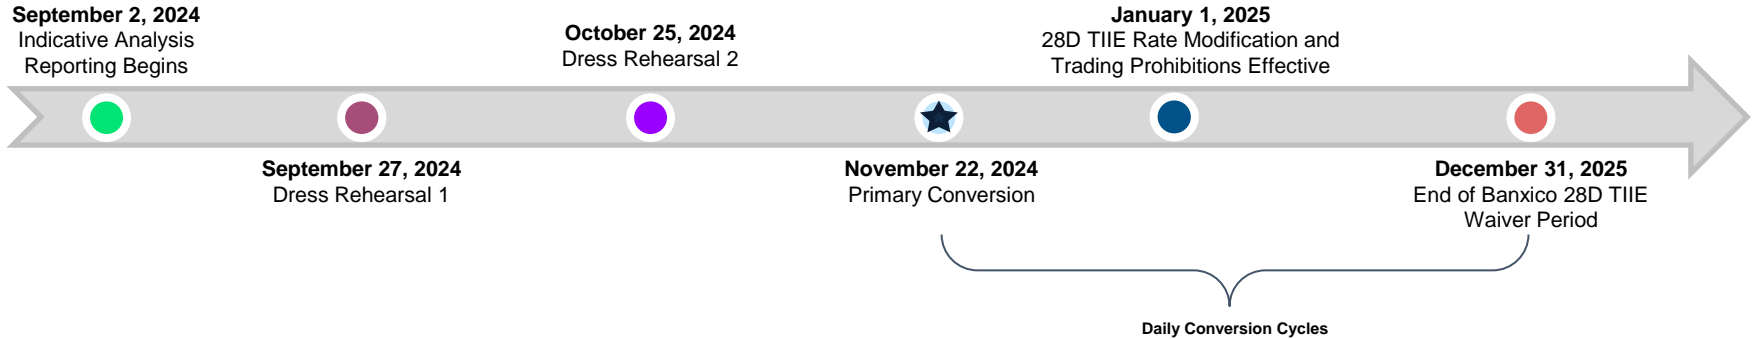 September 2, 2024
Indicative Analysis
Reporting Begins
September 27, 2024
Dress Rehearsal 1
October 25, 2024
Dress Rehearsal 2
November 22, 2024
Primary Conversion
January 1, 2025
28D TIIE Rate Modification and
Trading Prohibitions Effective
December 31, 2025
End of Banxico 28D TIIE
Waiver Period
Daily Conversion Cycles